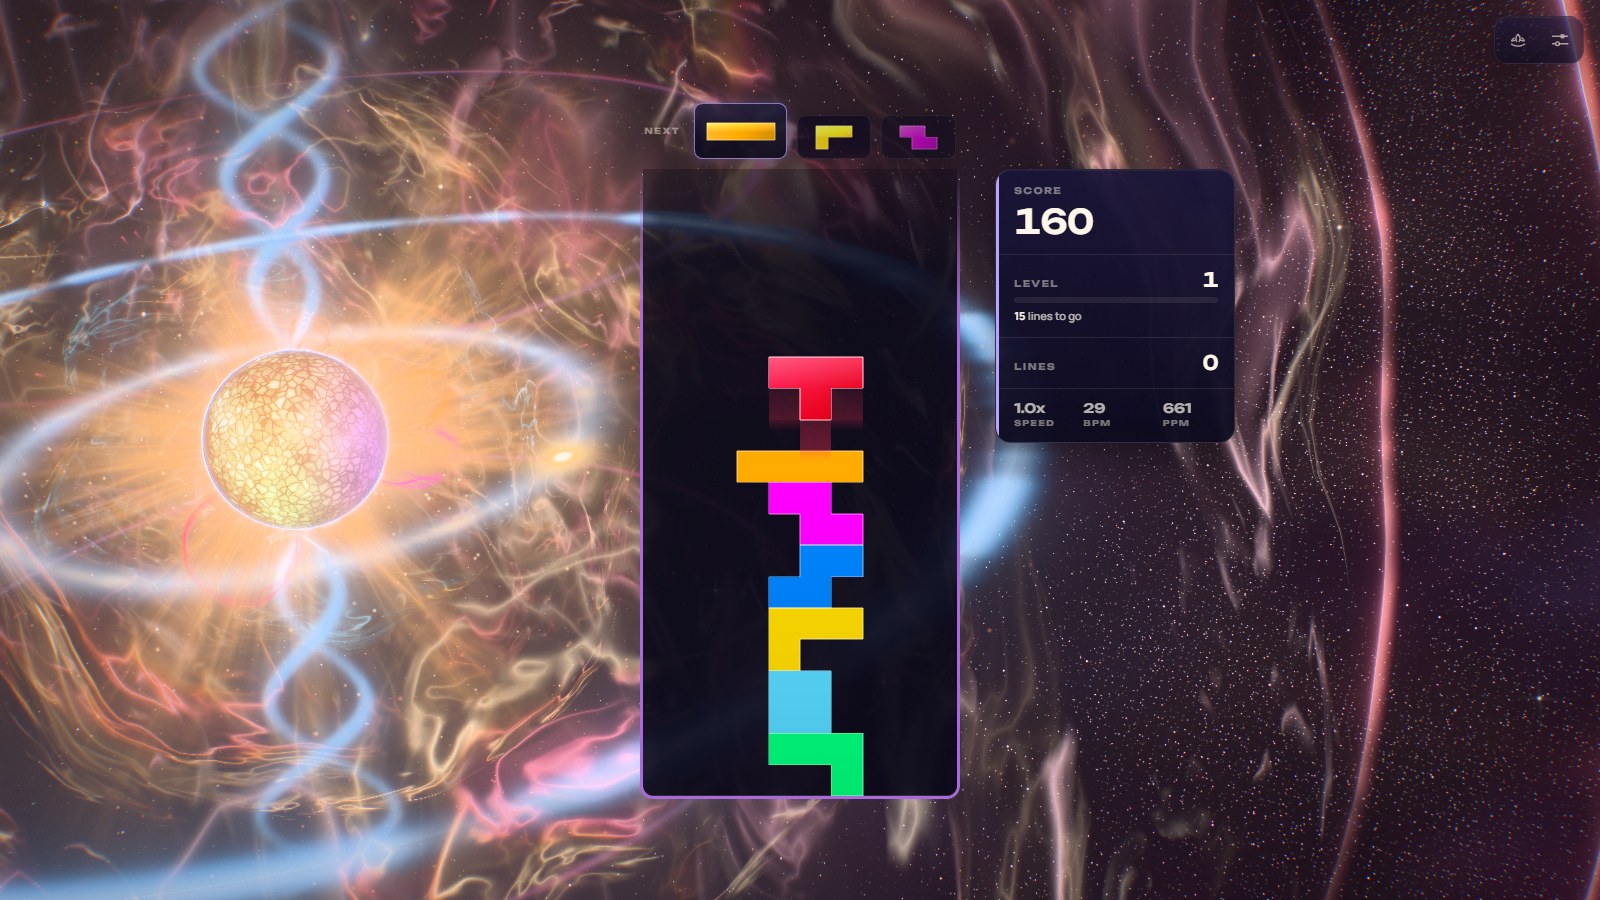 NEXT
SCORE
160
LEVEL 1
15 lines to go
LINES 0
1.0x 29 661
SPEED BPM PPM